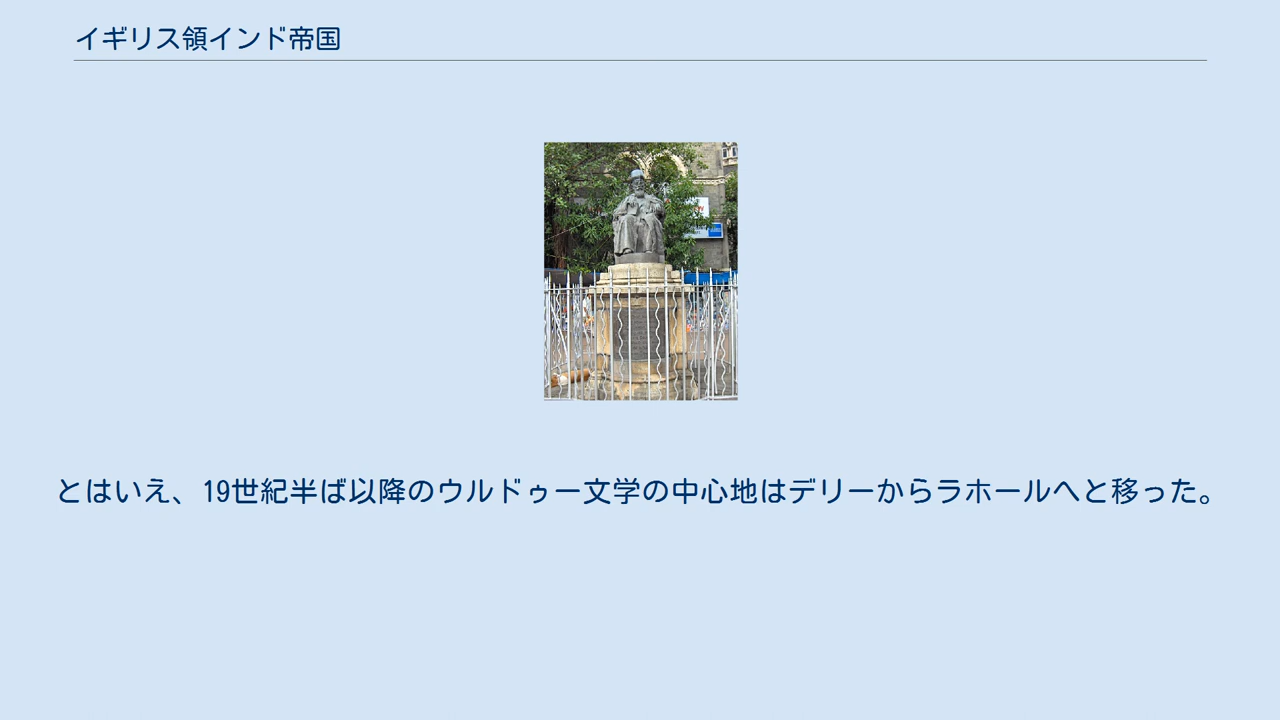 イギリス領インド帝国
とはいえ、19世紀半ば以降のウルドゥー文学の中心地はデリーからラホールへと移った。